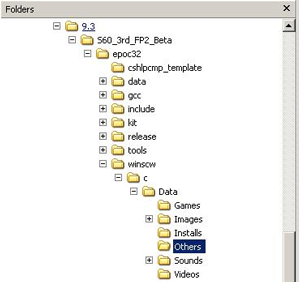 Folders
9.3
S60_3rd_FP2_Beta
epoc32
cshlpcmp_template
data
gcc
include
kit
release
tools
winscw
c
Data
Games
Images
Installs
Others
Sounds
Videos